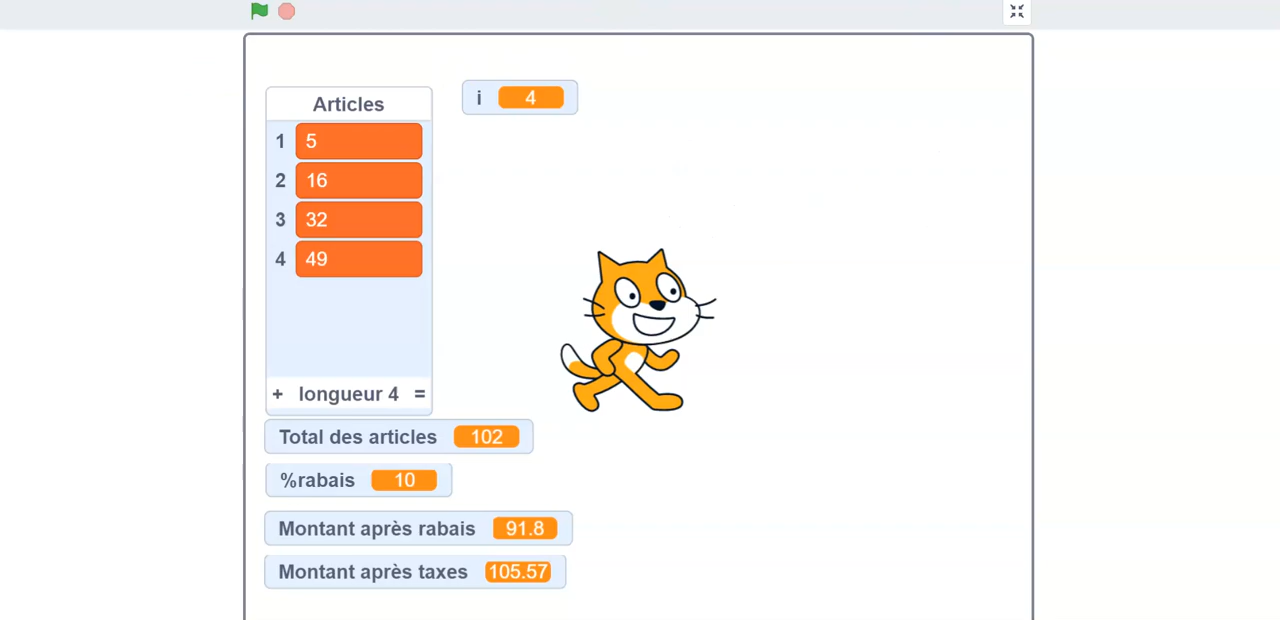 Articles
i 4
1 5
2 16
3 32
4 49
+ longueur 4 =
Total des articles 102
%rabais 10
Montant après rabais 91.8
Montant après taxes 105.57